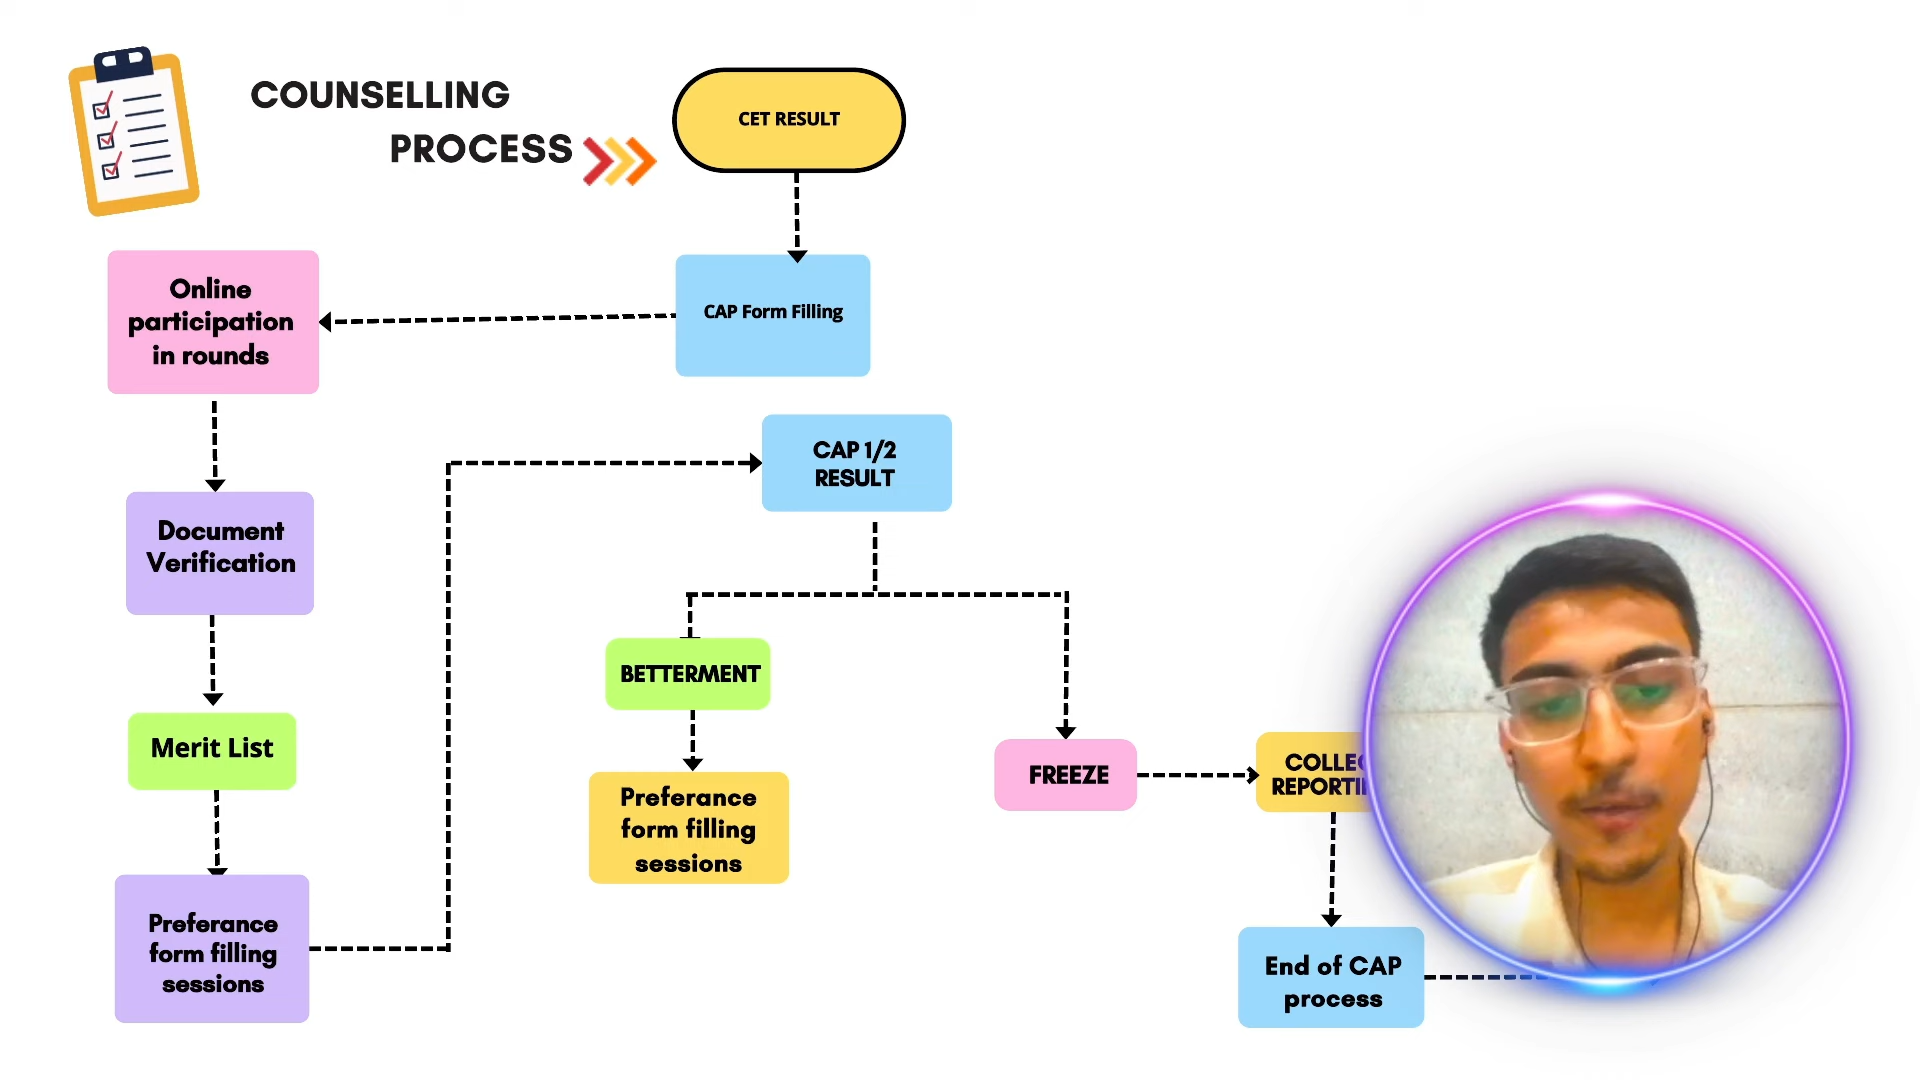 COUNSELLING
PROCESS
CET RESULT
CAP Form Filling
Online
participation
in rounds
CAP 1/2
RESULT
Document
Verification
BETTERMENT
Merit List
FREEZE
Preferance
form filling
sessions
Preferance
form filling
sessions
End of CAP
process